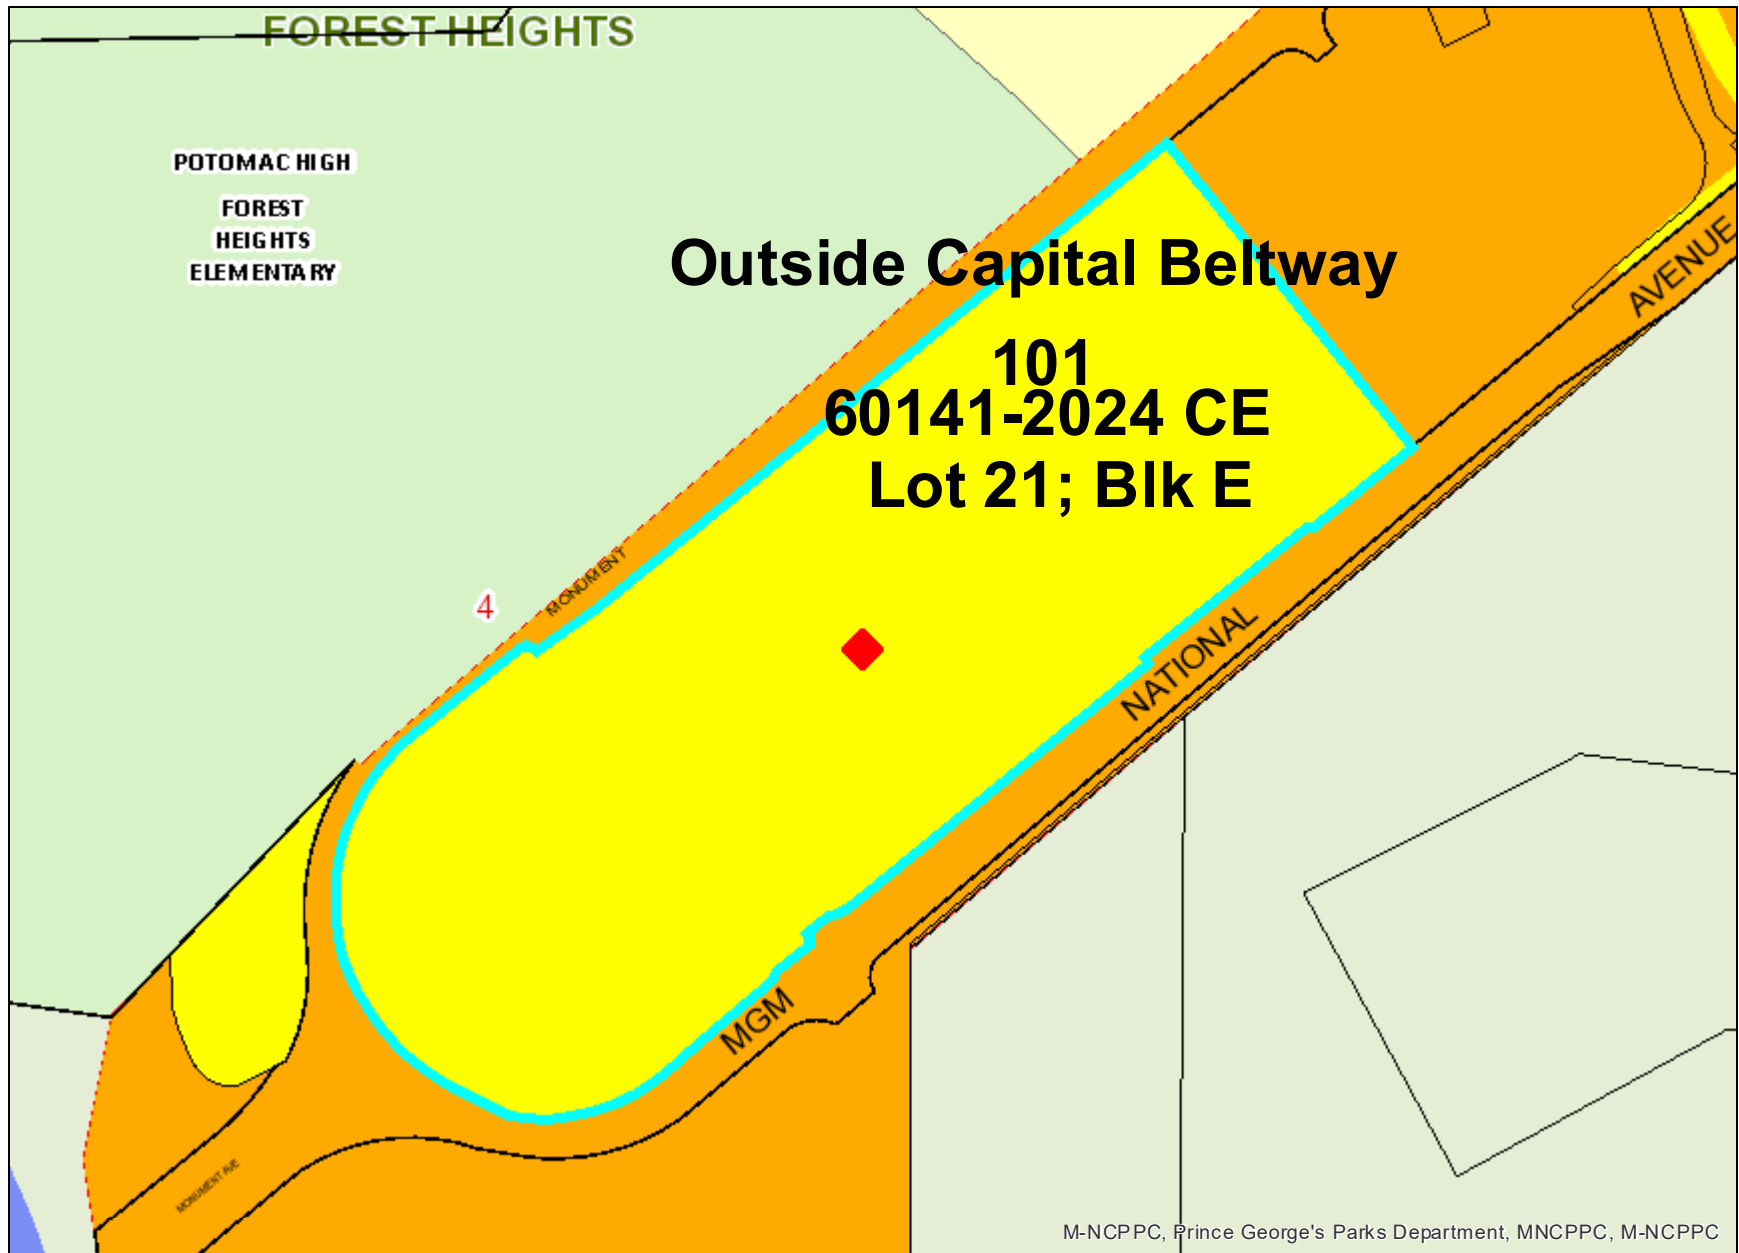 FOREST HEIGHTS
POTOMAC HIGH
FOREST
HEIGHTS
ELEMENTARY
Outside Capital Beltway
101
60141-2024 CE
Lot 21; Blk E
AVENUE
MONUMENT
4
NATIONAL
MGM
MONUMENT AVE
M-NCPPC, Prince George's Parks Department, MNCPPC, M-NCPPC